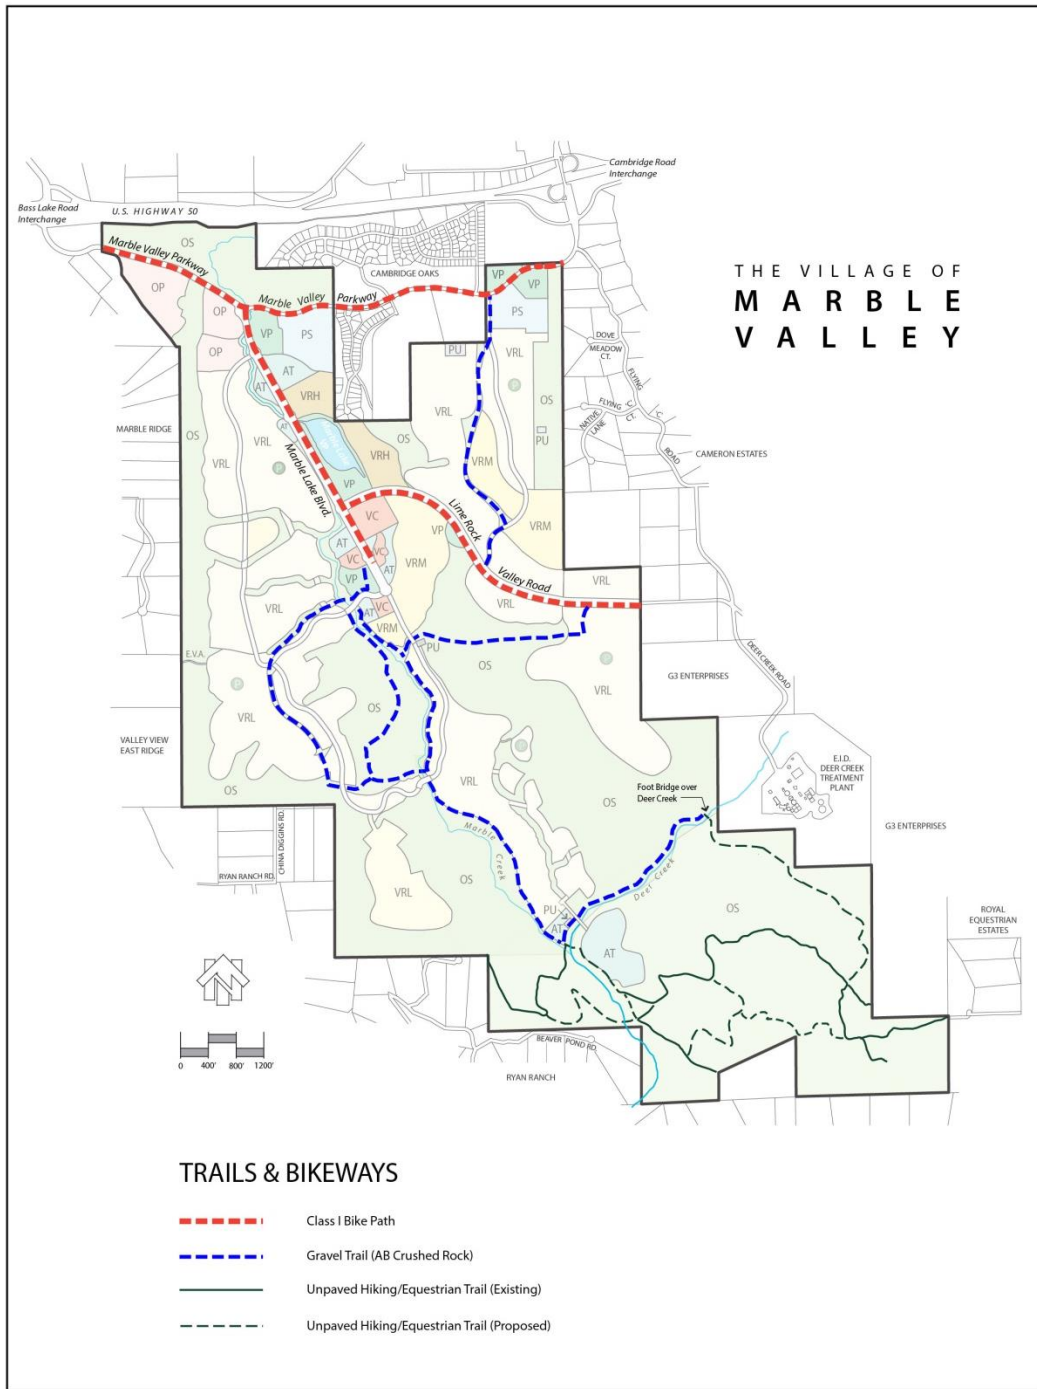 Cambridge Road
Interchange
Bass Lake Road
Interchange
U.S. HIGHWAY 50
OS
Marble Valley Parkway
CAMBRIDGE OAKS
VP
VP
THE VILLAGE OF
MARBLE
VALLEY
OP
Marble Valley Parkway
OP
VP
PS
PS
DOVE
MEADOW
CT.
OP
PU
VRL
AT
AT
FLYING
"C"
ROAD
P
VRH
OS
FLYING "C"
CT.
NATIVE
LANE
VRL
MARBLE RIDGE
OS
VRL
AT
OS
PU
CAMERON ESTATES
VRL
P
VRH
VRM
Marble Lake Blvd.
VP
Lime Rock
VC
VP
VRM
AT
VC
VC
VRM
AT
Valley Road
VRL
VP
VRL
VRL
AT
VC
VRM
PU
E.V.A.
OS
P
G3 ENTERPRISES
DEER CREEK ROAD
P
VRL
OS
VRL
VALLEY VIEW
EAST RIDGE
P
E.I.D.
DEER CREEK
TREATMENT
PLANT
VRL
OS
Foot Bridge over
Deer Creek
OS
G3 ENTERPRISES
CHINA DIGGINS RD.
Marble
Creek
RYAN RANCH RD.
OS
VRL
Deer Creek
PU
OS
AT
ROYAL
EQUESTRIAN
ESTATES
AT
BEAVER POND RD.
RYAN RANCH
0 400' 800' 1200'
TRAILS & BIKEWAYS
Class I Bike Path
Gravel Trail (AB Crushed Rock)
Unpaved Hiking/Equestrian Trail (Existing)
Unpaved Hiking/Equestrian Trail (Proposed)